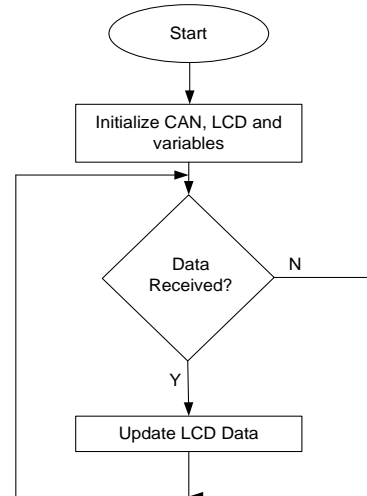 Start
Initialize CAN, LCD and
variables
Data
Received?
N
Y
Update LCD Data